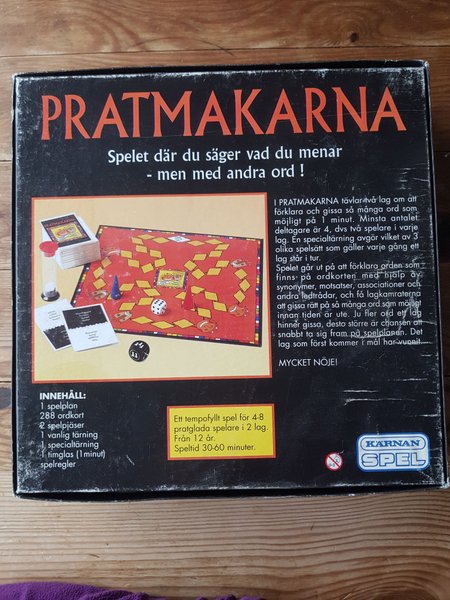 PRATMAKARNA
Spelet där du säger vad du menar
- men med andra ord !
I PRATMAKARNA tävlar två lag om att
förklara och gissa så många ord som
möjligt på 1 minut. Minsta antalet
deltagare är 4, dvs två spelare i varje
lag. En specialtärning avgör vilket av 3
olika spelsätt som gäller varje gång ett
lag står i tur.
Spelet går ut på att förklara orden som
finns på ordkorten med hjälp av
synonymer, motsatser, associationer och
andra ledtrådar, och få lagkamraterna
att gissa rätt på så många ord som möjligt
innan tiden är ute. Ju fler ord ett lag
hinner gissa, desto större är chansen att
snabbt ta sig fram på spelplanen. Det
lag som först kommer i mål har vunnit!
MYCKET NÖJE!
INNEHÅLL:
1 spelplan
288 ordkort
2 spelpjäser
1 vanlig tärning
1 specialtärning
1 timglas (1minut)
spelregler
Ett tempofyllt spel för 4-8
pratglada spelare i 2 lag.
Från 12 år.
Speltid 30-60 minuter.
KÄRNAN
SPEL